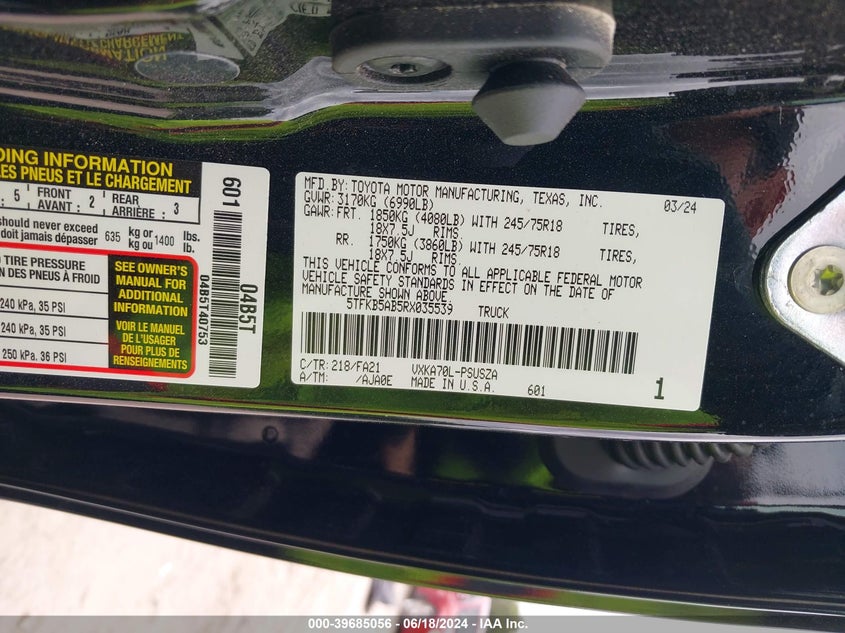 DING INFORMATION
LES PNEUS ET LE CHARGEMENT
5 FRONT AVANT : 2 REAR ARRIÈRE : 3
should never exceed
doit jamais dépasser 635 kg or kg ou 1400 lbs. lb.
TIRE PRESSURE
N DES PNEUS À FROID
240 kPa, 35 PSI
240 kPa, 35 PSI
250 kPa, 36 PSI
SEE OWNER'S
MANUAL FOR
ADDITIONAL
INFORMATION
VOIR LE MANUEL
DE L'USAGER
POUR PLUS DE
RENSEIGNEMENTS
601
04B5T40753
04B5T
MFD BY: TOYOTA MOTOR MANUFACTURING, TEXAS, INC. 03/24
GVWR: 3170KG (6990LB)
GAWR: FRT. 1850KG (4080LB) WITH 245/75R18 TIRES,
18X7.5J RIMS.
RR. 1750KG (3860LB) WITH 245/75R18 TIRES,
18X7.5J RIMS.
THIS VEHICLE CONFORMS TO ALL APPLICABLE FEDERAL MOTOR
VEHICLE SAFETY STANDARDS IN EFFECT ON THE DATE OF
MANUFACTURE SHOWN ABOVE.
5TFKB5AB5RX035539 TRUCK
C/TR: 218/FA21 VXKA70L-PSUSZA
A/TM: /AJA0E MADE IN U.S.A. 601 1
000-39685056 - 06/18/2024 - IAA Inc.